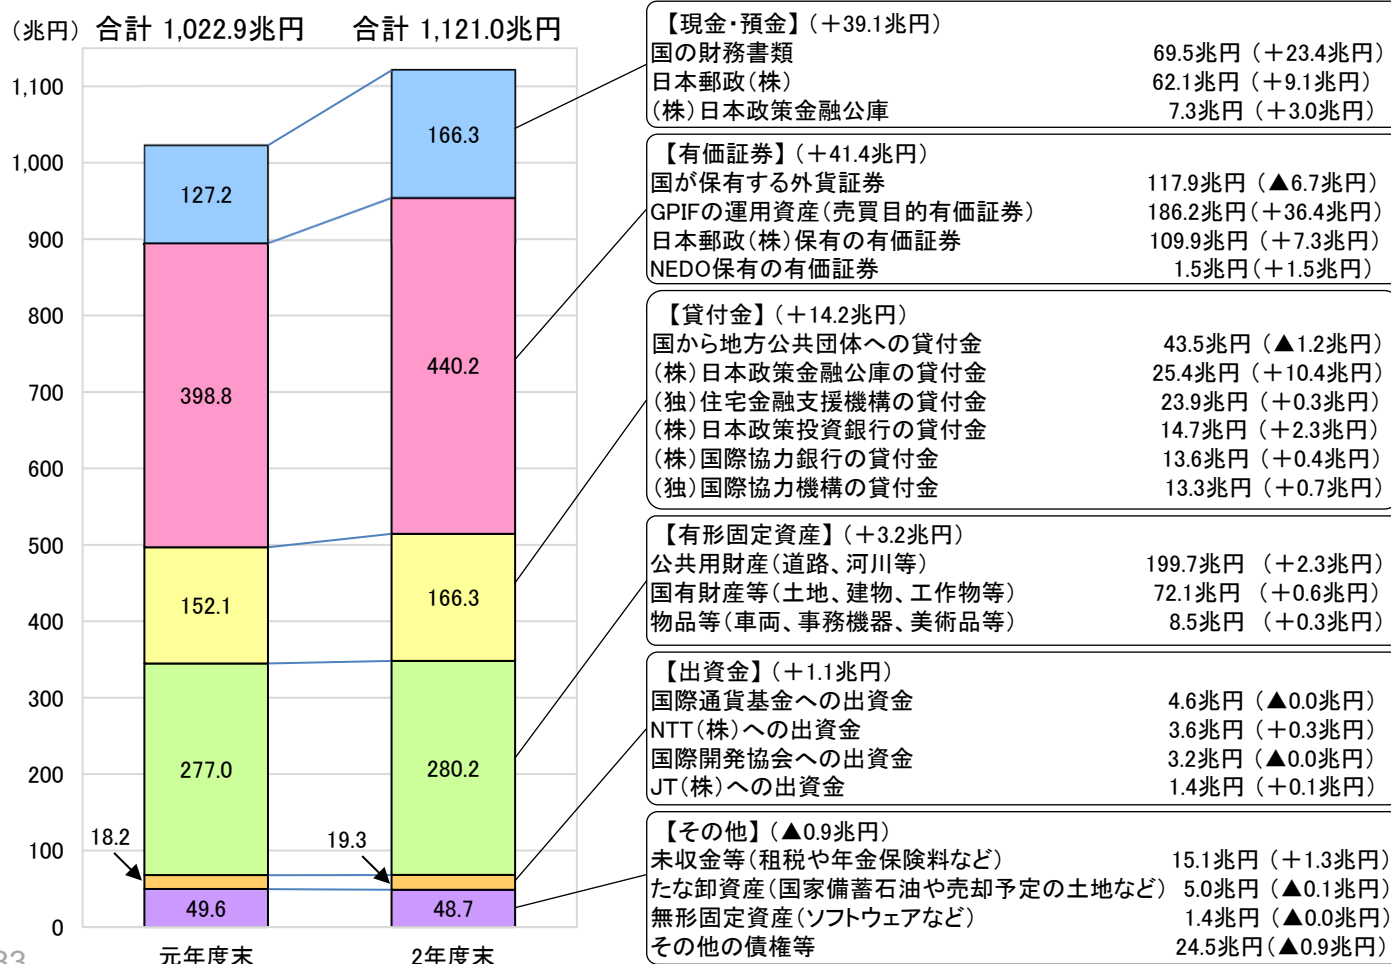 (兆円) 合計 1,022.9兆円 合計 1,121.0兆円
1,100
1,000
900
800
700
600
500
400
300
200
100
0
127.2
398.8
152.1
277.0
18.2
49.6
166.3
440.2
166.3
280.2
19.3
48.7
元年度末 2年度末
【現金・預金】(+39.1兆円)
国の財務書類 69.5兆円 (+23.4兆円)
日本郵政(株) 62.1兆円 (+9.1兆円)
(株)日本政策金融公庫 7.3兆円 (+3.0兆円)
【有価証券】(+41.4兆円)
国が保有する外貨証券 117.9兆円 (▲6.7兆円)
GPIFの運用資産(売買目的有価証券) 186.2兆円(+36.4兆円)
日本郵政(株)保有の有価証券 109.9兆円 (+7.3兆円)
NEDO保有の有価証券 1.5兆円(+1.5兆円)
【貸付金】(+14.2兆円)
国から地方公共団体への貸付金 43.5兆円 (▲1.2兆円)
(株)日本政策金融公庫の貸付金 25.4兆円 (+10.4兆円)
(独)住宅金融支援機構の貸付金 23.9兆円 (+0.3兆円)
(株)日本政策投資銀行の貸付金 14.7兆円 (+2.3兆円)
(株)国際協力銀行の貸付金 13.6兆円 (+0.4兆円)
(独)国際協力機構の貸付金 13.3兆円 (+0.7兆円)
【有形固定資産】(+3.2兆円)
公共用財産(道路、河川等) 199.7兆円 (+2.3兆円)
国有財産等(土地、建物、工作物等) 72.1兆円 (+0.6兆円)
物品等(車両、事務機器、美術品等) 8.5兆円 (+0.3兆円)
【出資金】(+1.1兆円)
国際通貨基金への出資金 4.6兆円 (▲0.0兆円)
NTT(株)への出資金 3.6兆円 (+0.3兆円)
国際開発協会への出資金 3.2兆円 (▲0.0兆円)
JT(株)への出資金 1.4兆円 (+0.1兆円)
【その他】(▲0.9兆円)
未収金等(租税や年金保険料など) 15.1兆円 (+1.3兆円)
たな卸資産(国家備蓄石油や売却予定の土地など) 5.0兆円 (▲0.1兆円)
無形固定資産(ソフトウェアなど) 1.4兆円 (▲0.0兆円)
その他の債権等 24.5兆円(▲0.9兆円)